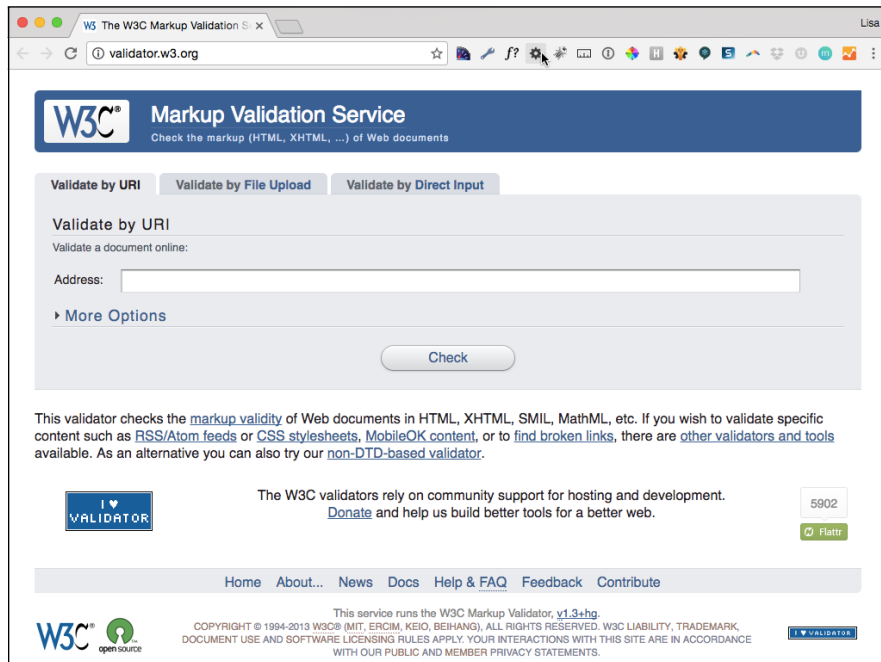 W3 The W3C Markup Validation S
Lisa
validator.w3.org
f?
H
S
U
m
W3C®
Markup Validation Service
Check the markup (HTML, XHTML, ...) of Web documents
Validate by URI
Validate by File Upload
Validate by Direct Input
Validate by URI
Validate a document online:
Address:
More Options
Check
This validator checks the markup validity of Web documents in HTML, XHTML, SMIL, MathML, etc. If you wish to validate specific
content such as RSS/Atom feeds or CSS stylesheets, MobileOK content, or to find broken links, there are other validators and tools
available. As an alternative you can also try our non-DTD-based validator.
I ♥
VALIDATOR
The W3C validators rely on community support for hosting and development.
Donate and help us build better tools for a better web.
5902
Flattr
Home About... News Docs Help & FAQ Feedback Contribute
W3C®
open source
This service runs the W3C Markup Validator, v1.3+hg.
COPYRIGHT © 1994-2013 W3C® (MIT, ERCIM, KEIO, BEIHANG), ALL RIGHTS RESERVED. W3C LIABILITY, TRADEMARK,
DOCUMENT USE AND SOFTWARE LICENSING RULES APPLY. YOUR INTERACTIONS WITH THIS SITE ARE IN ACCORDANCE
WITH OUR PUBLIC AND MEMBER PRIVACY STATEMENTS.
I ♥ VALIDATOR